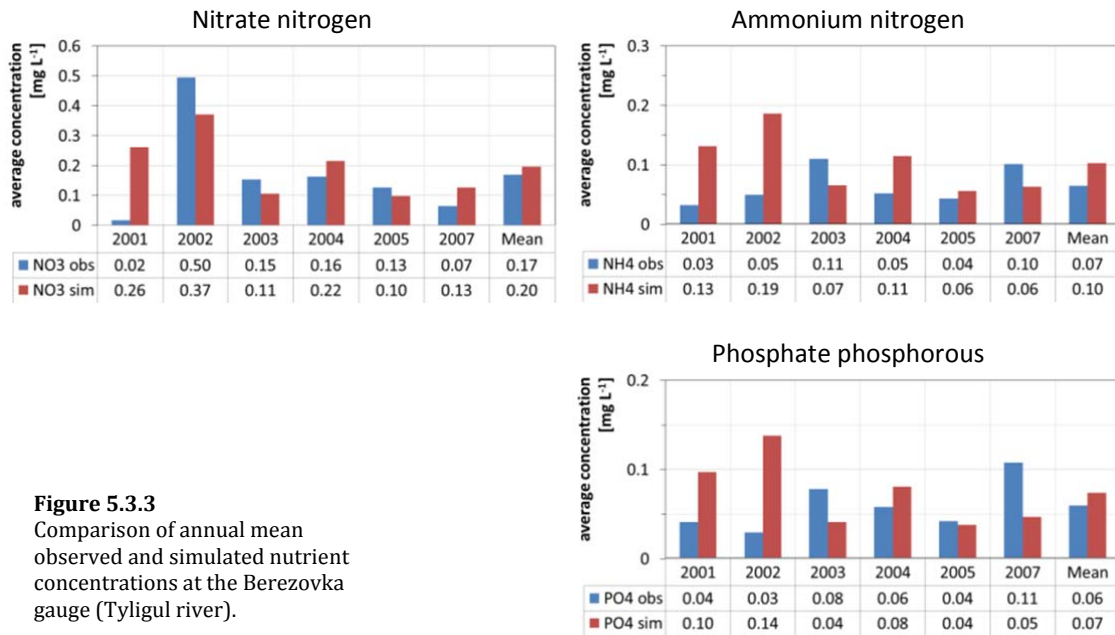 Nitrate nitrogen
average concentration
[mg L-1]
0.6
0.5
0.4
0.3
0.2
0.1
0
2001 2002 2003 2004 2005 2007 Mean
NO3 obs 0.02 0.50 0.15 0.16 0.13 0.07 0.17
NO3 sim 0.26 0.37 0.11 0.22 0.10 0.13 0.20
Ammonium nitrogen
average concentration
[mg L-1]
0.3
0.2
0.1
0
2001 2002 2003 2004 2005 2007 Mean
NH4 obs 0.03 0.05 0.11 0.05 0.04 0.10 0.07
NH4 sim 0.13 0.19 0.07 0.11 0.06 0.06 0.10
Phosphate phosphorous
average concentration
[mg L-1]
0.2
0.1
0
2001 2002 2003 2004 2005 2007 Mean
PO4 obs 0.04 0.03 0.08 0.06 0.04 0.11 0.06
PO4 sim 0.10 0.14 0.04 0.08 0.04 0.05 0.07
Figure 5.3.3
Comparison of annual mean
observed and simulated nutrient
concentrations at the Berezovka
gauge (Tyligul river).